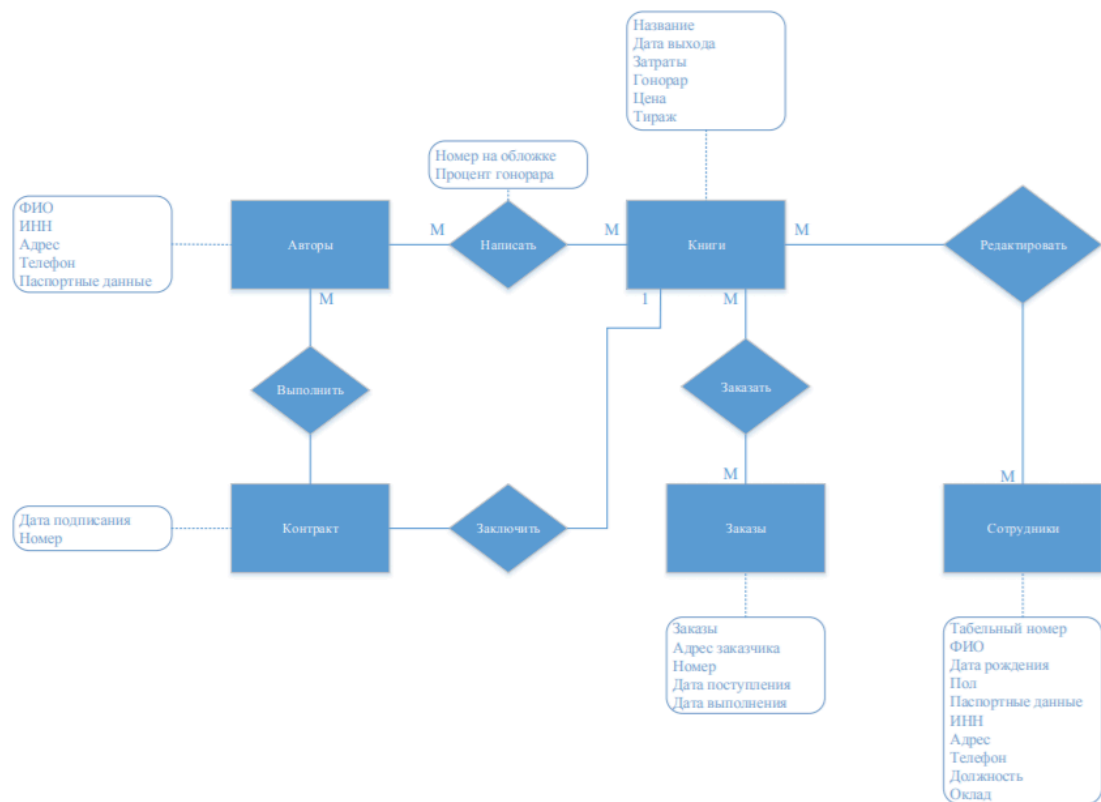 Название
Дата выхода
Затраты
Гонорар
Цена
Тираж
Номер на обложке
Процент гонорара
ФИО
ИНН
Адрес
Телефон
Паспортные данные
Авторы
М
Написать
М
Книги
М
Редактировать
М
1
М
Выполнить
Заказать
М
М
Дата подписания
Номер
Контракт
Заключить
Заказы
Сотрудники
Заказы
Адрес заказчика
Номер
Дата поступления
Дата выполнения
Табельный номер
ФИО
Дата рождения
Пол
Паспортные данные
ИНН
Адрес
Телефон
Должность
Оклад